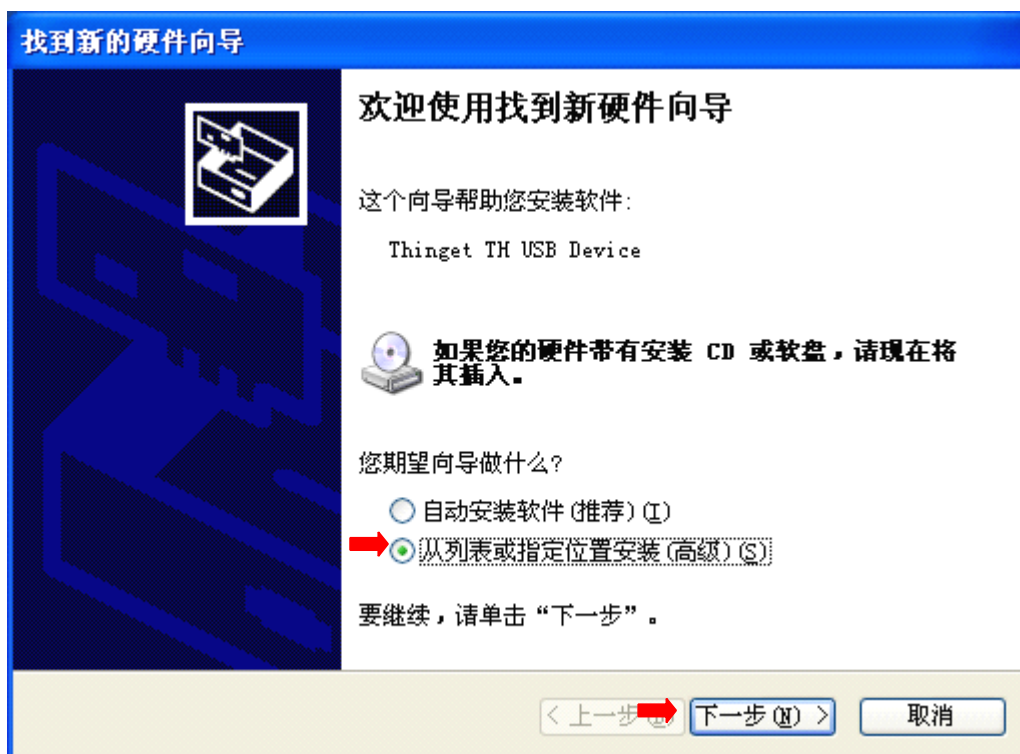 找到新的硬件向导
欢迎使用找到新硬件向导
这个向导帮助您安装软件:
Thinget TH USB Device
如果您的硬件带有安装 CD 或软盘，请现在将
其插入。
您期望向导做什么?
自动安装软件(推荐)(I)
从列表或指定位置安装(高级)(S)
要继续，请单击“下一步”。
< 上一步
下一步(N) >
取消